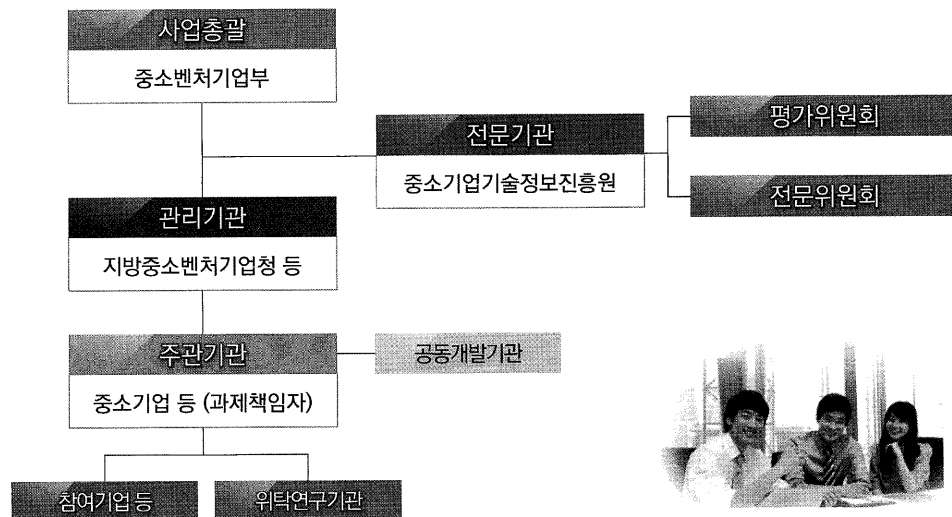 사업총괄
중소벤처기업부
전문기관
중소기업기술정보진흥원
평가위원회
전문위원회
관리기관
지방중소벤처기업청 등
주관기관
중소기업 등 (과제책임자)
공동개발기관
참여기업 등
위탁연구기관